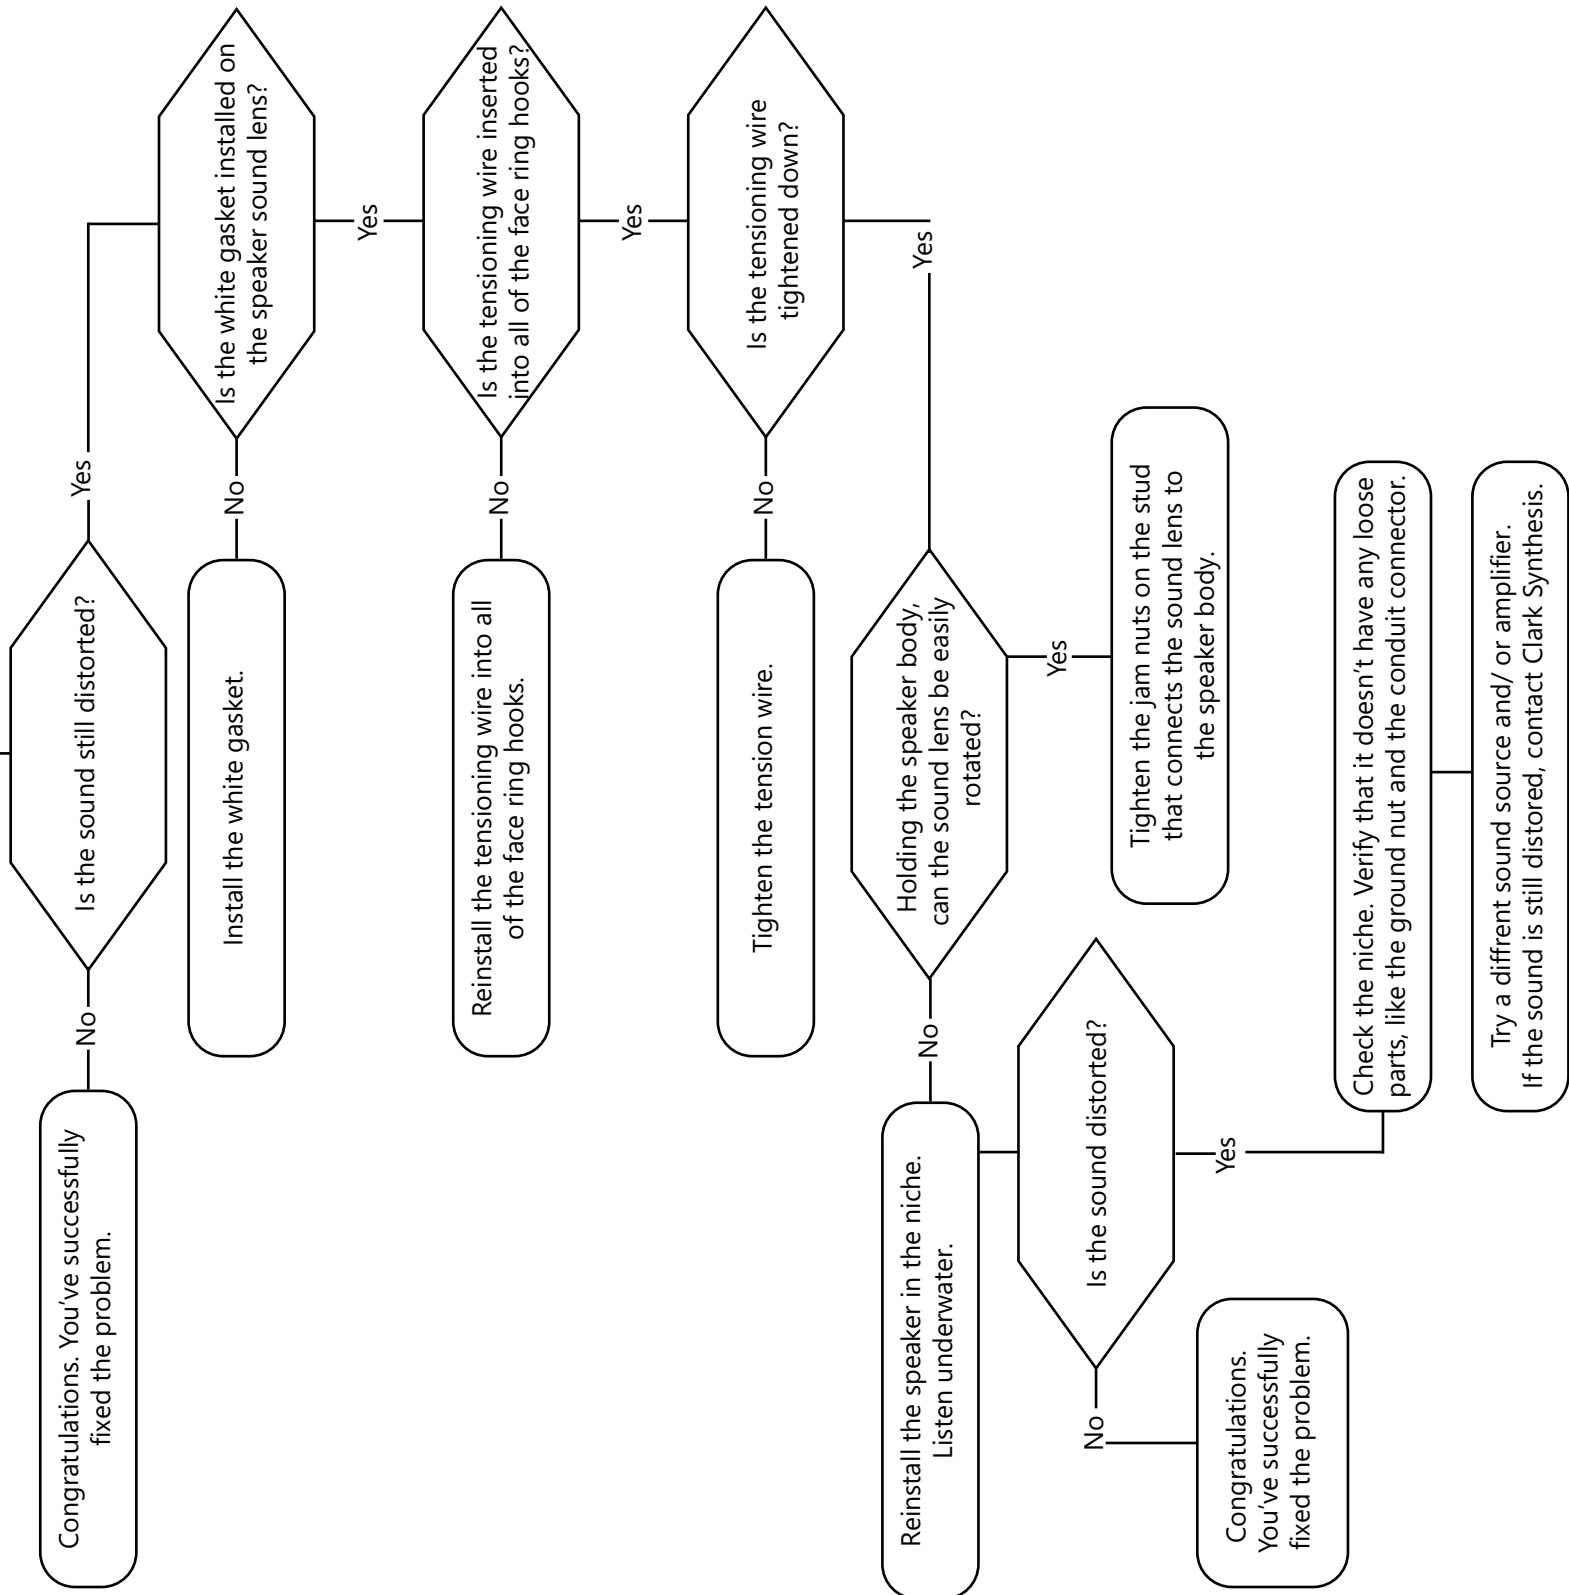 Is the sound still distorted?
No
Congratulations. You've successfully
fixed the problem.
Yes
Is the white gasket installed on
the speaker sound lens?
No
Install the white gasket.
Yes
Is the tensioning wire inserted
into all of the face ring hooks?
No
Reinstall the tensioning wire into all
of the face ring hooks.
Yes
Is the tensioning wire
tightened down?
No
Tighten the tension wire.
Yes
Holding the speaker body,
can the sound lens be easily
rotated?
Yes
Tighten the jam nuts on the stud
that connects the sound lens to
the speaker body.
No
Reinstall the speaker in the niche.
Listen underwater.
Is the sound distorted?
No
Congratulations.
You've successfully
fixed the problem.
Yes
Check the niche. Verify that it doesn't have any loose
parts, like the ground nut and the conduit connector.
Try a diffrent sound source and/ or amplifier.
If the sound is still distored, contact Clark Synthesis.